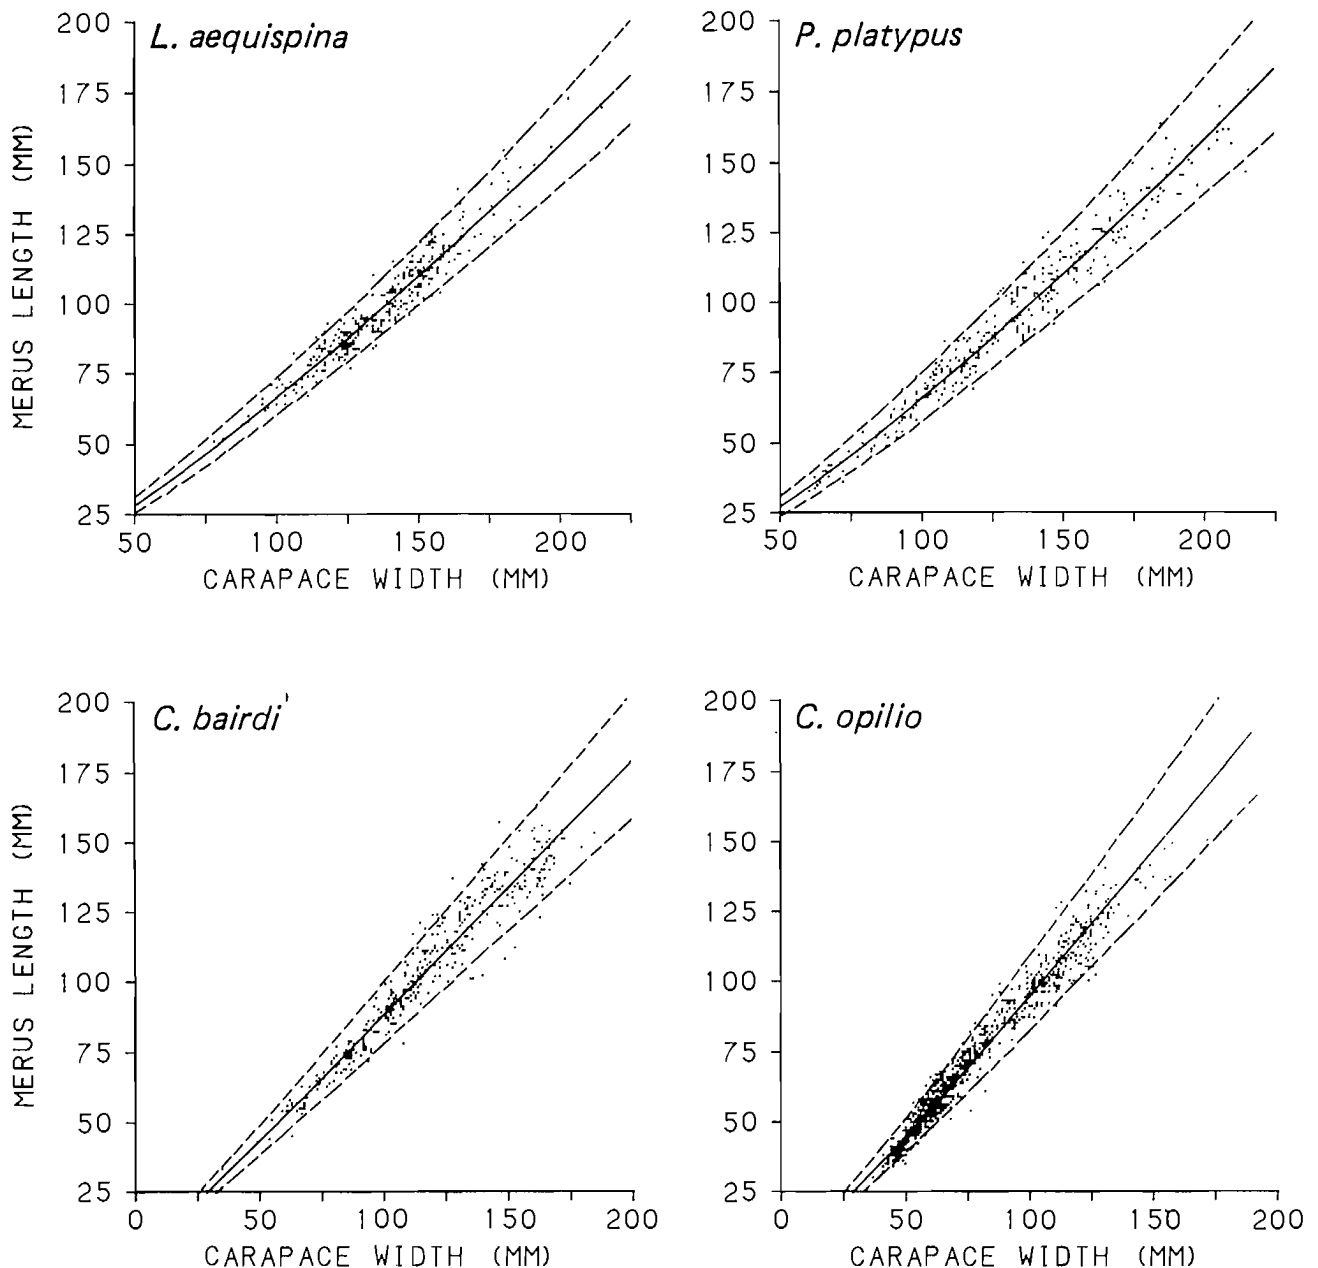 L. aequispina
200
175
150
125
100
75
50
25
MERUS LENGTH (MM)
50 100 150 200
CARAPACE WIDTH (MM)
P. platypus
200
175
150
125
100
75
50
25
50 100 150 200
CARAPACE WIDTH (MM)
C. bairdi
200
175
150
125
100
75
50
25
MERUS LENGTH (MM)
0 50 100 150 200
CARAPACE WIDTH (MM)
C. opilio
200
175
150
125
100
75
50
25
0 50 100 150 200
CARAPACE WIDTH (MM)